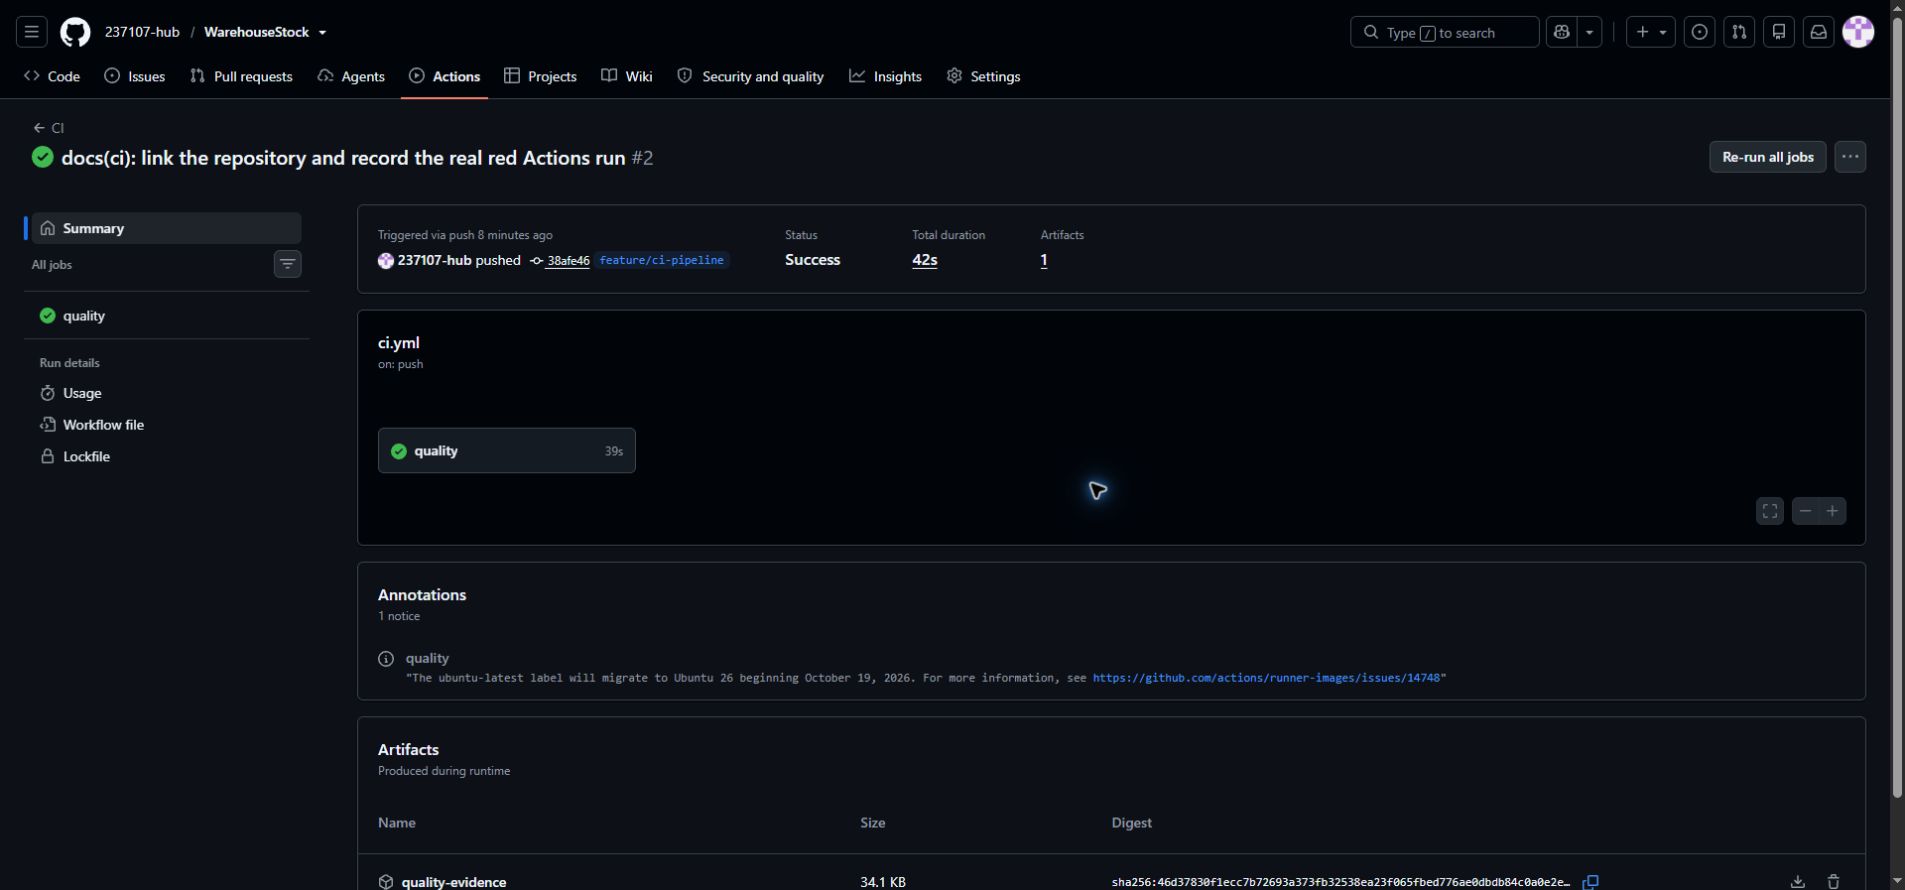 237107-hub / WarehouseStock
Type / to search
Code Issues Pull requests Agents Actions Projects Wiki Security and quality Insights Settings
CI
docs(ci): link the repository and record the real red Actions run #2
Re-run all jobs
Summary
All jobs
quality
Run details
Usage
Workflow file
Lockfile
Triggered via push 8 minutes ago
237107-hub pushed 38afe46 feature/ci-pipeline
Status
Success
Total duration
42s
Artifacts
1
ci.yml
on: push
quality 39s
Annotations
1 notice
quality
"The ubuntu-latest label will migrate to Ubuntu 26 beginning October 19, 2026. For more information, see https://github.com/actions/runner-images/issues/14748"
Artifacts
Produced during runtime
Name Size Digest
quality-evidence 34.1 KB sha256:46d37830f1ecc7b72693a373fb32538ea23f065fbed776ae0dbdb84c0a0e2e…